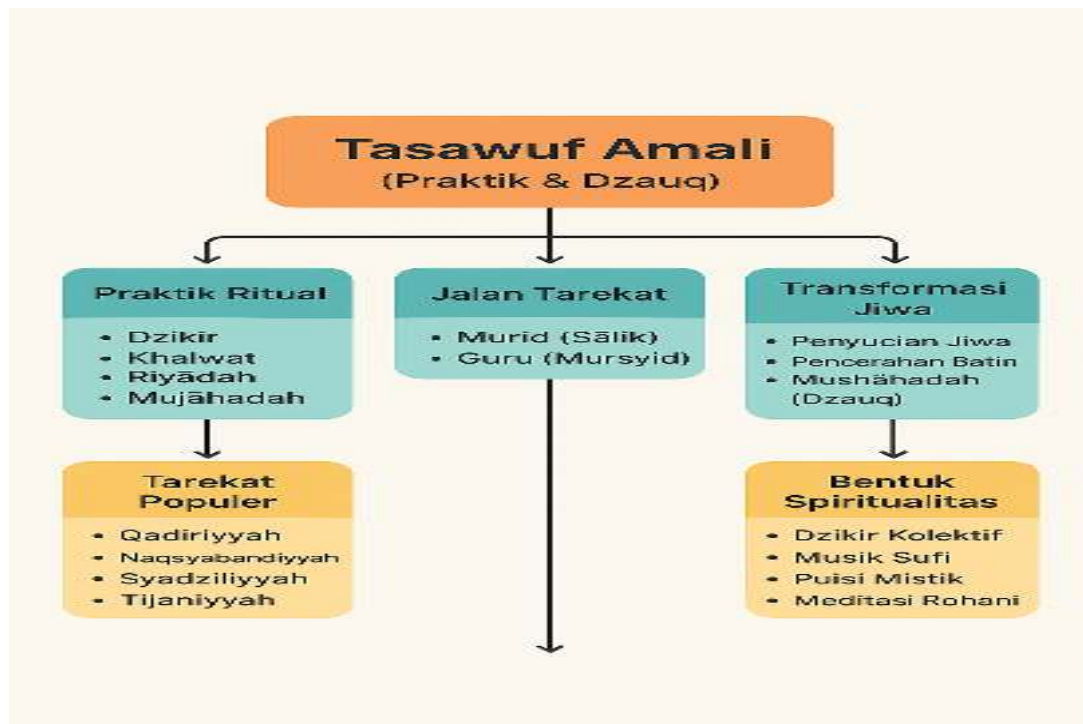 Tasawuf Amali
(Praktik & Dzauq)
Praktik Ritual
• Dzikir
• Khalwat
• Riyādah
• Mujāhadah
Jalan Tarekat
• Murid (Sālik)
• Guru (Mursyid)
Transformasi
Jiwa
• Penyucian Jiwa
• Pencerahan Batin
• Mushāhadah
(Dzauq)
Tarekat
Populer
• Qadiriyyah
• Naqsyabandiyyah
• Syadziliyyah
• Tijaniyyah
Bentuk
Spiritualitas
• Dzikir Kolektif
• Musik Sufi
• Puisi Mistik
• Meditasi Rohani